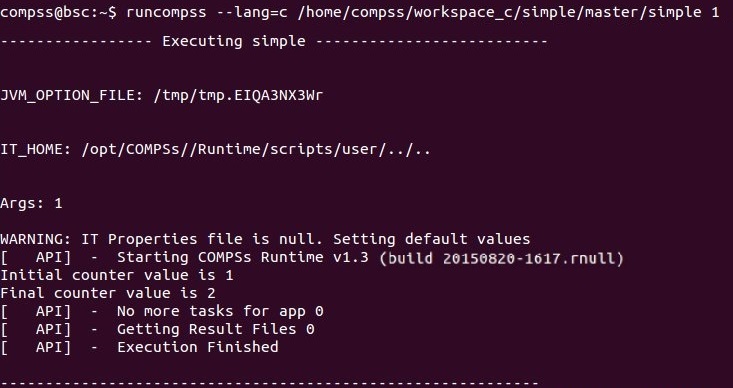 compss@bsc:~$ runcompss --lang=c /home/compss/workspace_c/simple/master/simple 1
----------------- Executing simple --------------------------
JVM_OPTION_FILE: /tmp/tmp.EIQA3NX3Wr
IT_HOME: /opt/COMPSs//Runtime/scripts/user/../..
Args: 1
WARNING: IT Properties file is null. Setting default values
[   API]  -  Starting COMPSs Runtime v1.3 (build 20150820-1617.rnull)
Initial counter value is 1
Final counter value is 2
[   API]  -  No more tasks for app 0
[   API]  -  Getting Result Files 0
[   API]  -  Execution Finished
------------------------------------------------------------